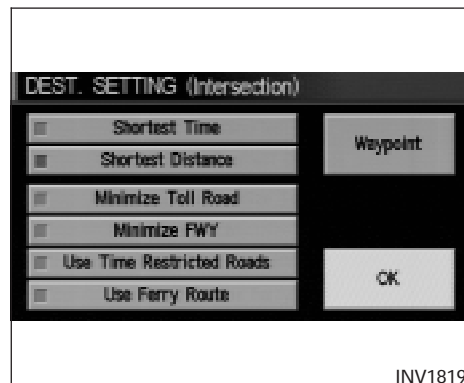 DEST. SETTING (Intersection)
Shortest Time
Shortest Distance
Minimize Toll Road
Minimize FWY
Use Time Restricted Roads
Use Ferry Route
Waypoint
OK
INV1819